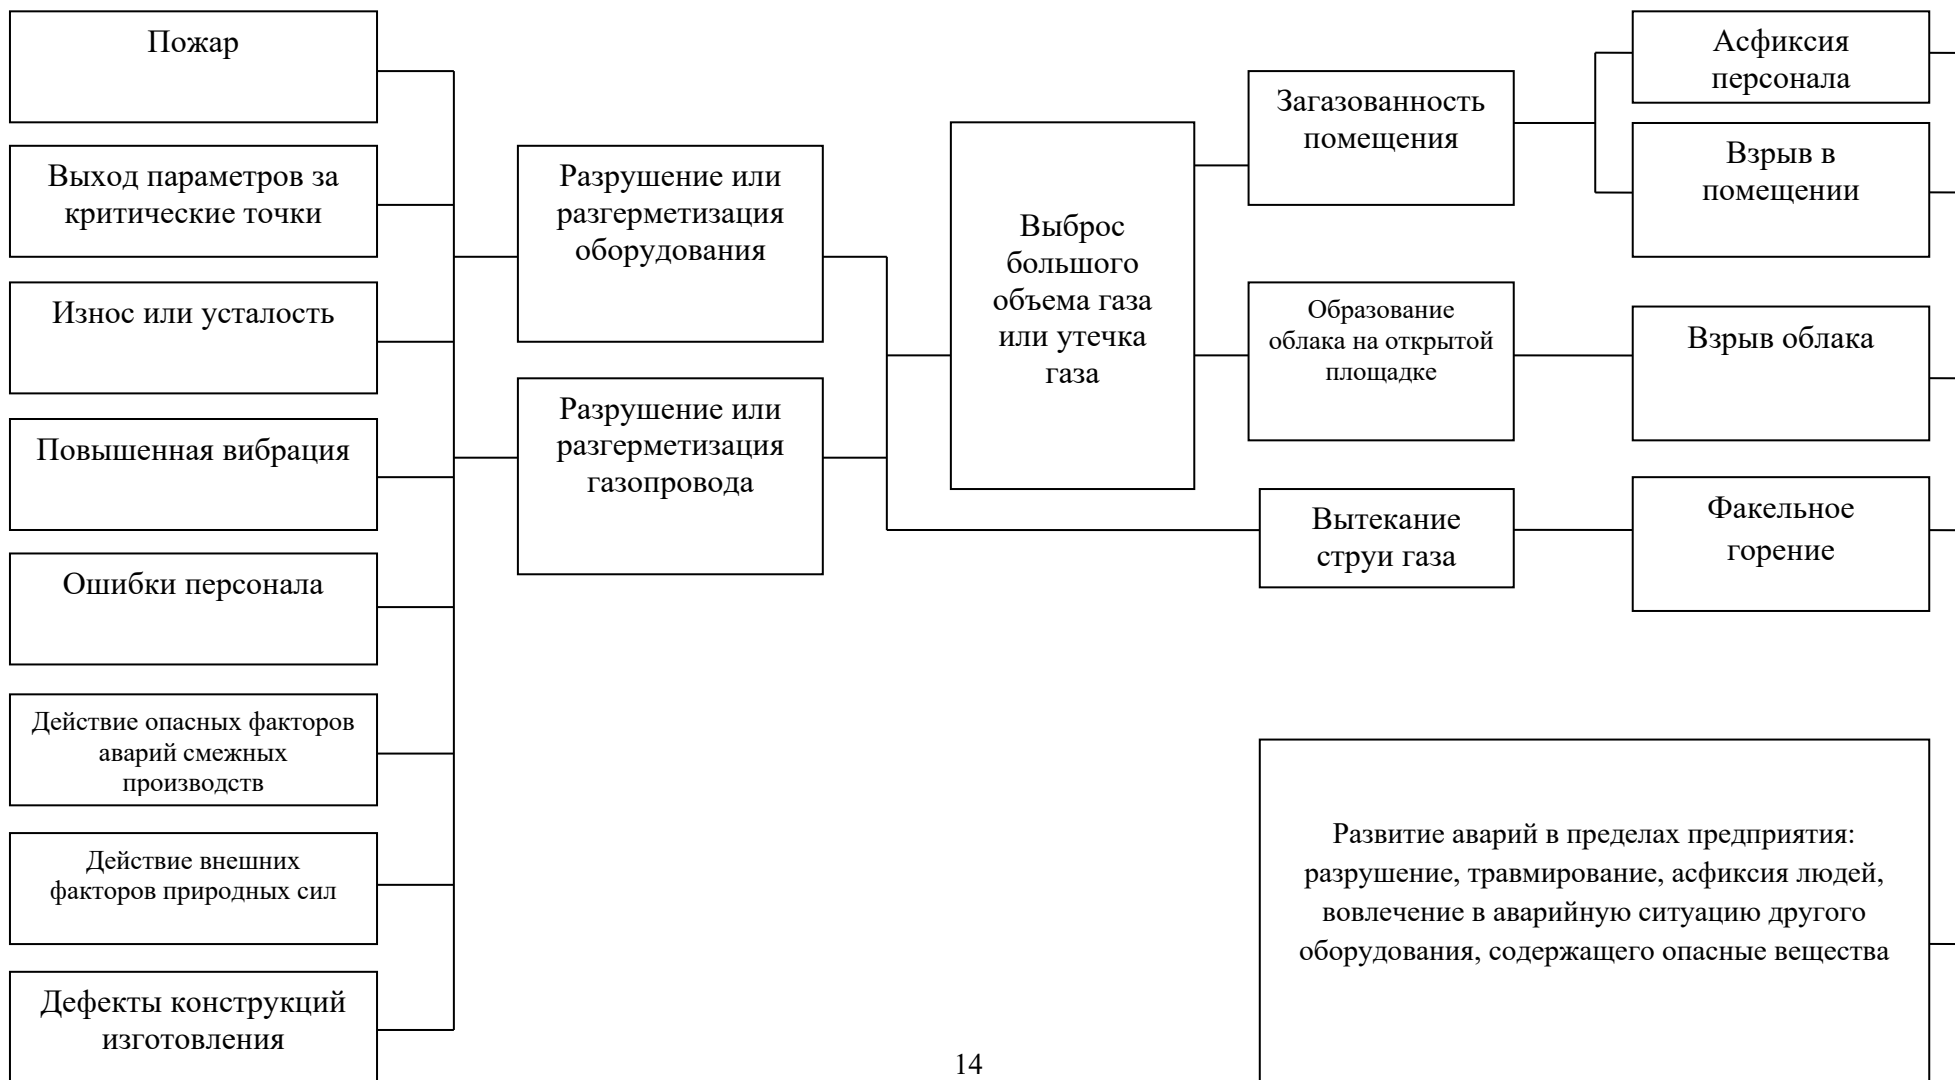 Пожар
Выход параметров за
критические точки
Износ или усталость
Повышенная вибрация
Ошибки персонала
Действие опасных факторов
аварий смежных
производств
Действие внешних
факторов природных сил
Дефекты конструкций
изготовления
Разрушение или
разгерметизация
оборудования
Разрушение или
разгерметизация
газопровода
Выброс
большого
объема газа
или утечка
газа
Загазованность
помещения
Образование
облака на открытой
площадке
Вытекание
струи газа
Асфиксия
персонала
Взрыв в
помещении
Взрыв облака
Факельное
горение
Развитие аварий в пределах предприятия:
разрушение, травмирование, асфиксия людей,
вовлечение в аварийную ситуацию другого
оборудования, содержащего опасные вещества
14